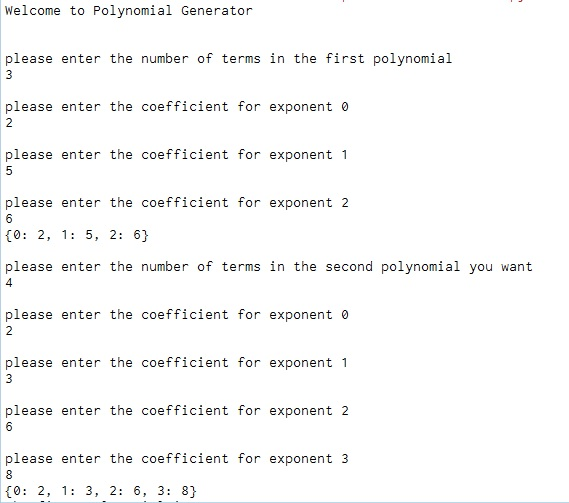 Welcome to Polynomial Generator
please enter the number of terms in the first polynomial
3
please enter the coefficient for exponent 0
2
please enter the coefficient for exponent 1
5
please enter the coefficient for exponent 2
6
{0: 2, 1: 5, 2: 6}
please enter the number of terms in the second polynomial you want
4
please enter the coefficient for exponent 0
2
please enter the coefficient for exponent 1
3
please enter the coefficient for exponent 2
6
please enter the coefficient for exponent 3
8
{0: 2, 1: 3, 2: 6, 3: 8}